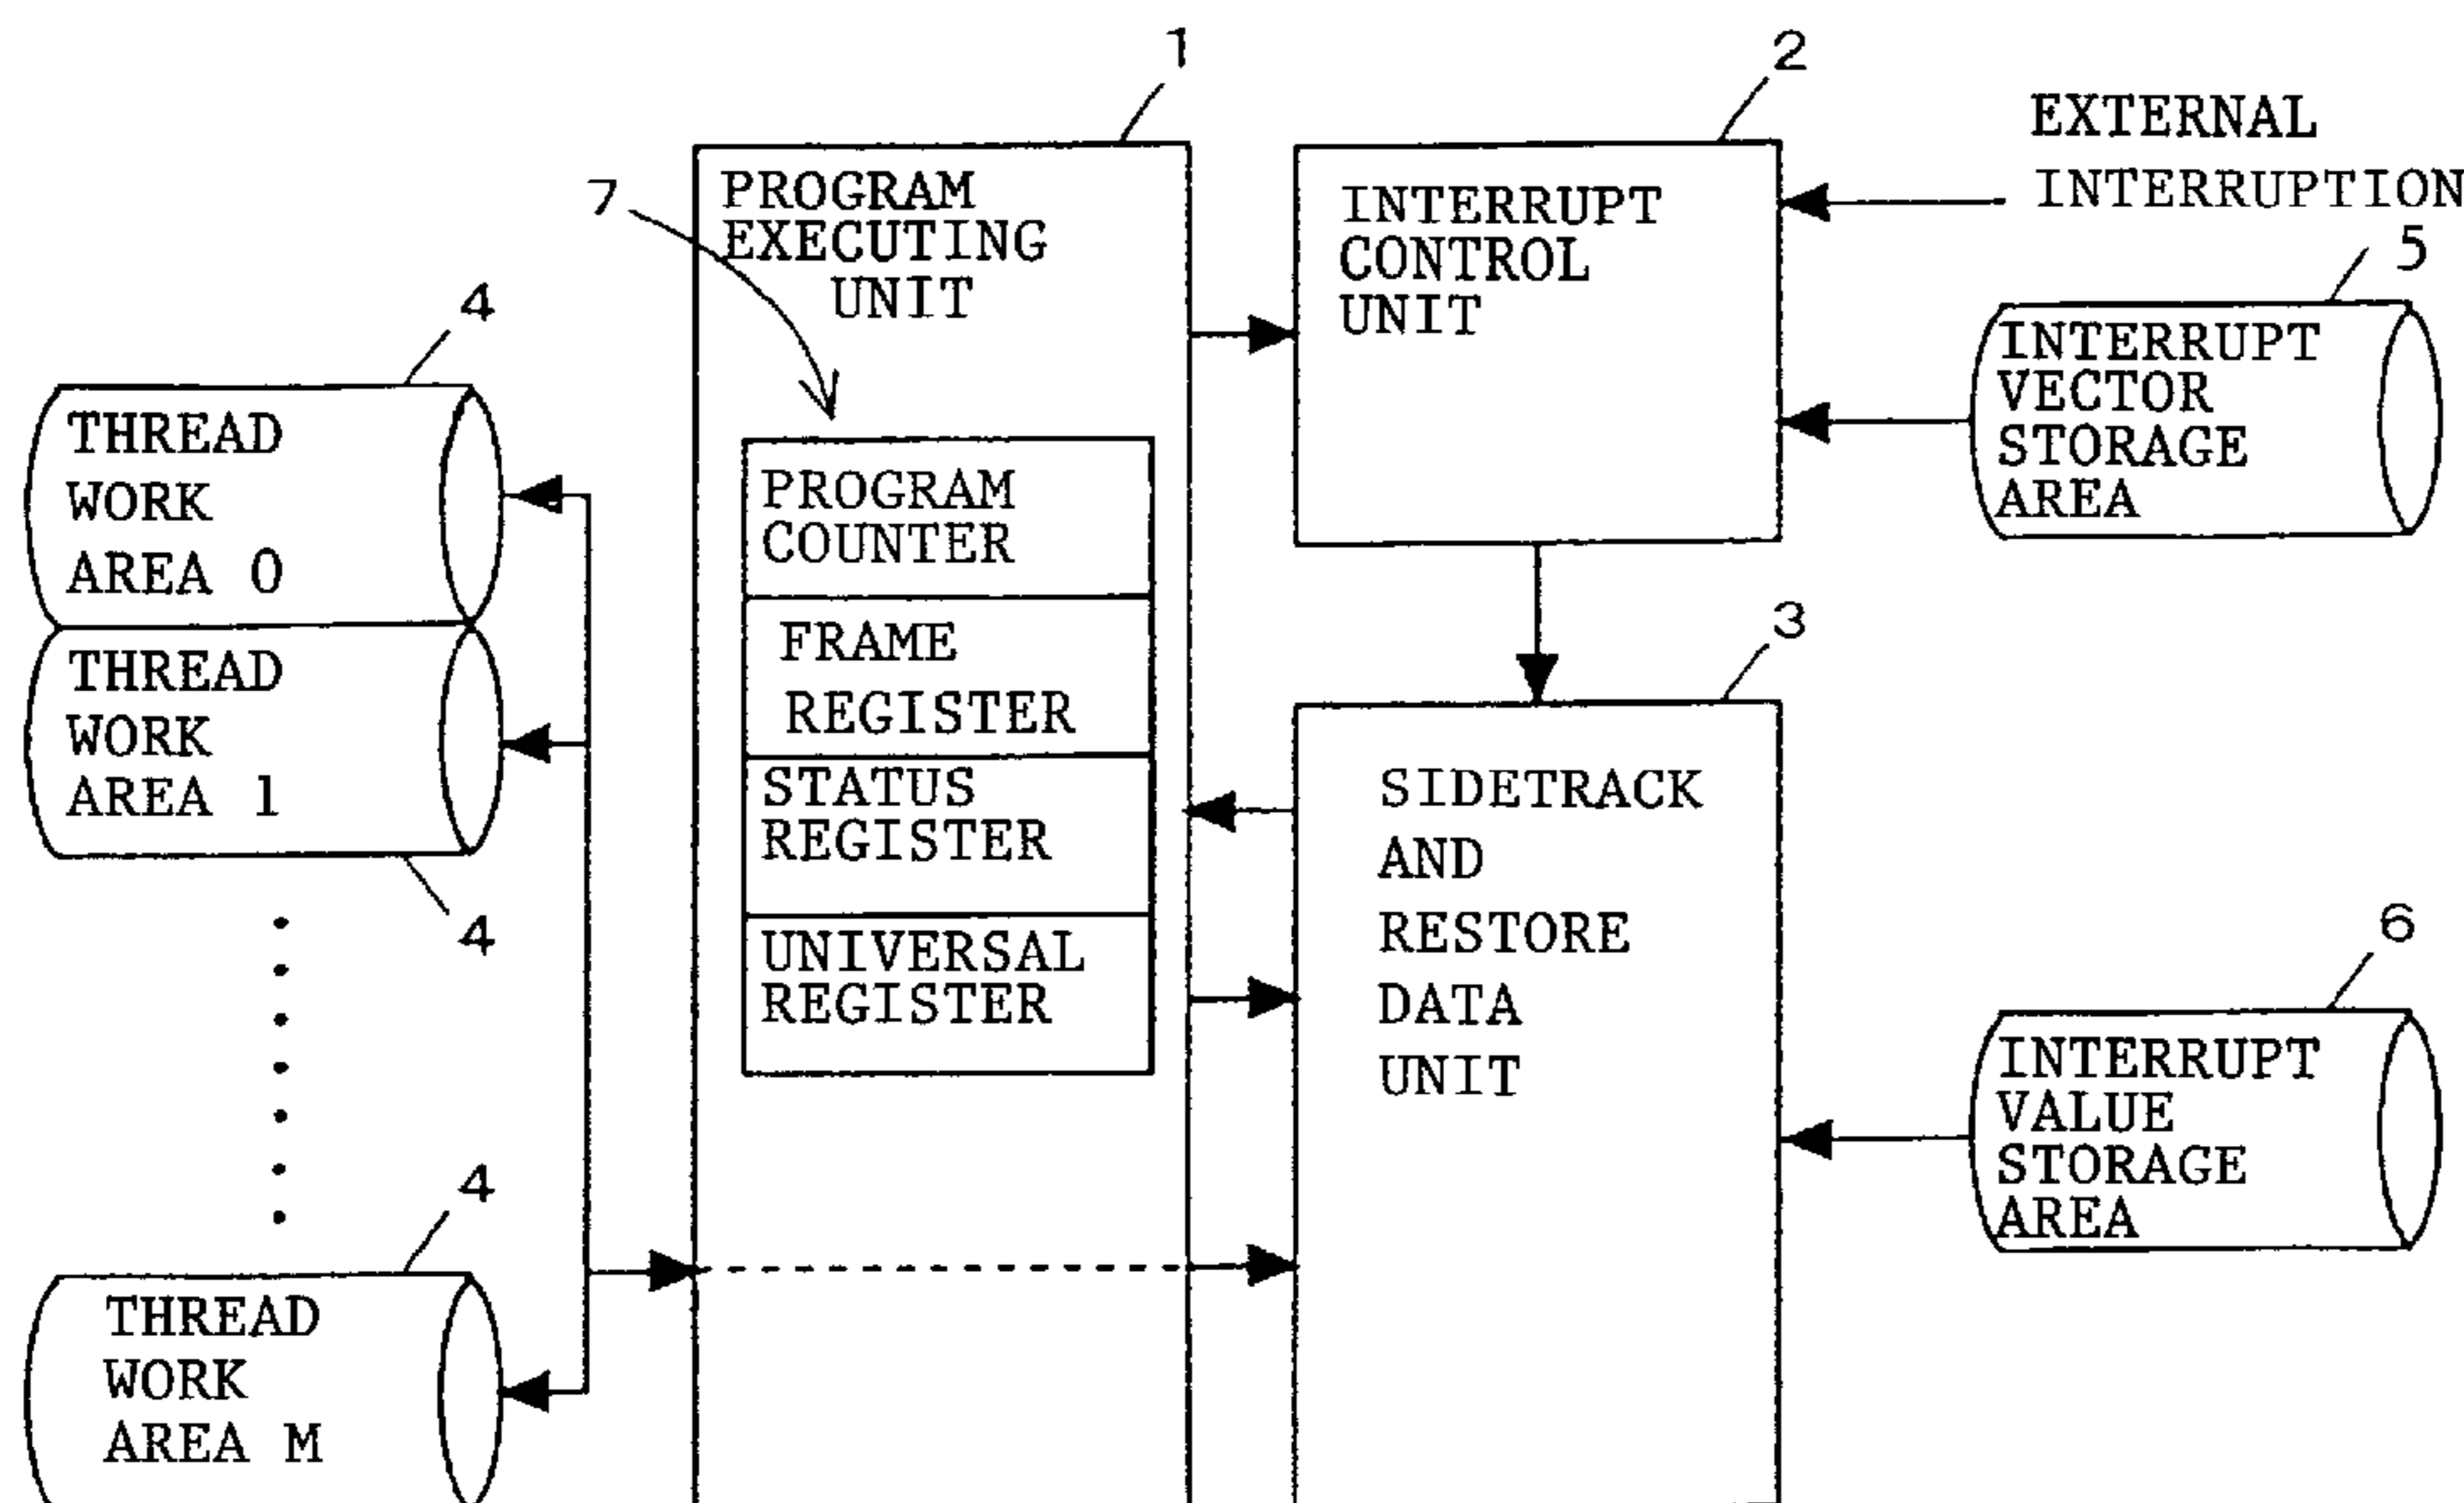 1
2
EXTERNAL
INTERRUPTION
7
PROGRAM
EXECUTING
UNIT
INTERRUPT
CONTROL
UNIT
5
4
INTERRUPT
VECTOR
STORAGE
AREA
THREAD
WORK
AREA 0
PROGRAM
COUNTER
3
FRAME
REGISTER
THREAD
WORK
AREA 1
4
STATUS
REGISTER
SIDETRACK
AND
RESTORE
DATA
UNIT
UNIVERSAL
REGISTER
6
INTERRUPT
VALUE
STORAGE
AREA
4
THREAD
WORK
AREA M